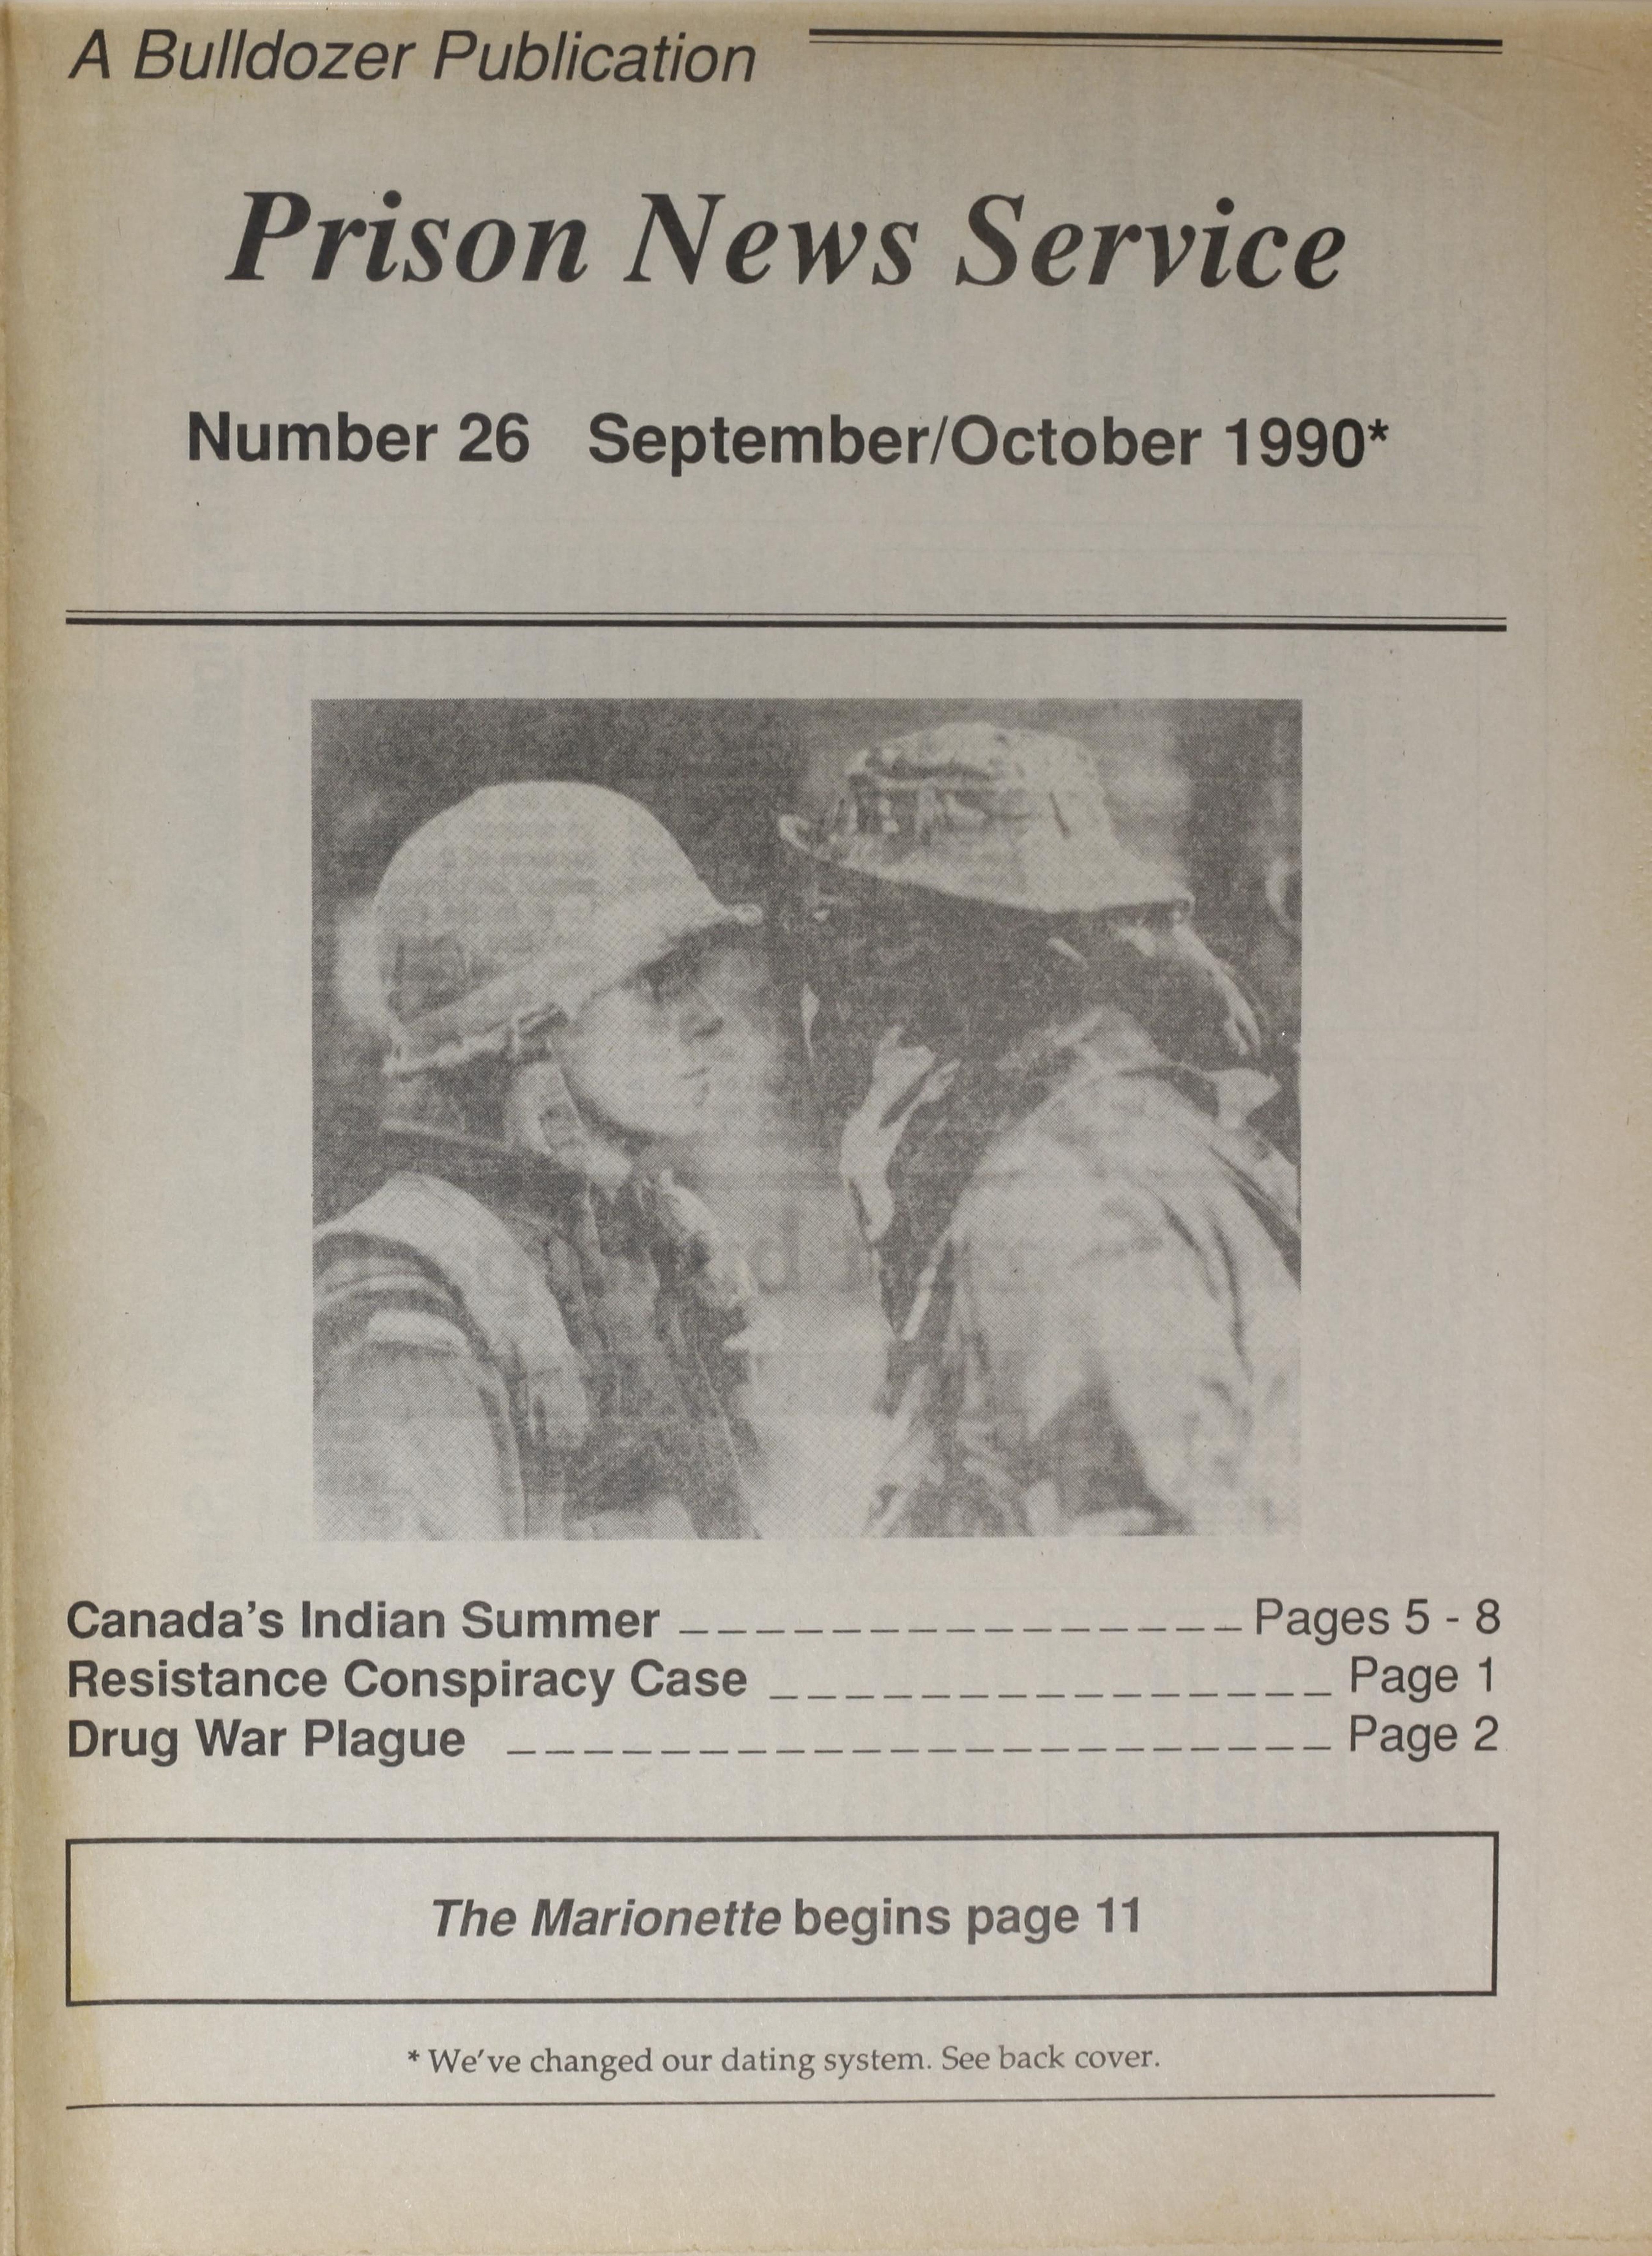 A Bulldozer Publication
Prison News Service
Number 26 September/October 1990*
Canada's Indian Summer _ _ _ _ _ _ _ _ _ _ _ _ _ _ _ Pages 5 - 8
Resistance Conspiracy Case _ _ _ _ _ _ _ _ _ _ _ _ _ _ _ Page 1
Drug War Plague _ _ _ _ _ _ _ _ _ _ _ _ _ _ _ _ _ _ _ _ _ _ Page 2
The Marionette begins page 11
* We've changed our dating system. See back cover.